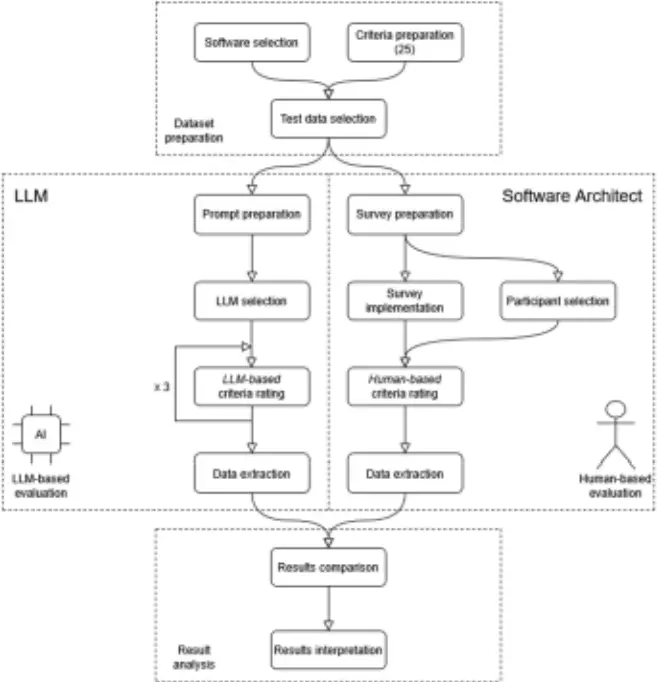 Software selection
Criteria preparation
(25)
Test data selection
Dataset
preparation
LLM
Software Architect
Prompt preparation
Survey preparation
LLM selection
Survey
implementation
Participant selection
x 3
LLM-based
criteria rating
Human-based
criteria rating
AI
LLM-based
evaluation
Data extraction
Data extraction
Human-based
evaluation
Results comparison
Result
analysis
Results interpretation